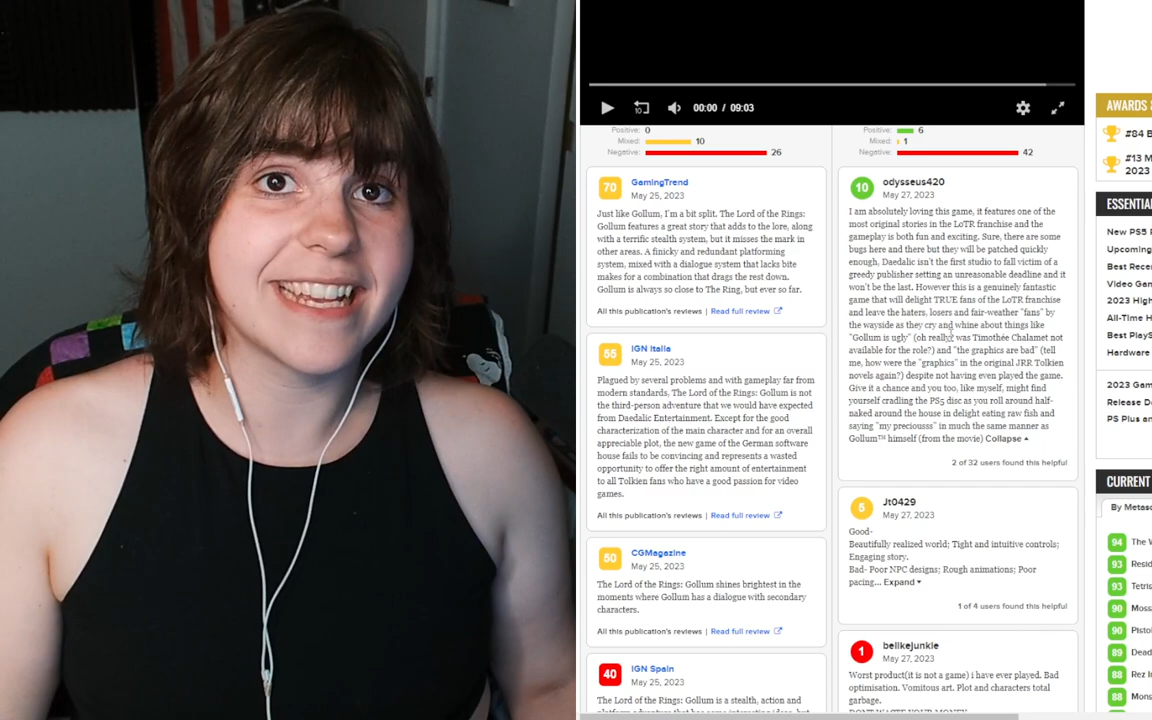 10
00:00 / 09:03
Positive: 0
Mixed: 10
Negative: 26
70
GamingTrend
May 25, 2023
Just like Gollum, I'm a bit split. The Lord of the Rings:
Gollum features a great story that adds to the lore, along
with a terrific stealth system, but it misses the mark in
other areas. A finicky and redundant platforming
system, mixed with a dialogue system that lacks bite
makes for a combination that drags the rest down.
Gollum is always so close to The Ring, but ever so far.
All this publication's reviews | Read full review
55
IGN Italia
May 25, 2023
Plagued by several problems and with gameplay far from
modern standards, The Lord of the Rings: Gollum is not
the third-person adventure that we would have expected
from Daedalic Entertainment. Except for the good
characterization of the main character and for an overall
appreciable plot, the new game of the German software
house fails to be convincing and represents a wasted
opportunity to offer the right amount of entertainment
to all Tolkien fans who have a good passion for video
games.
All this publication's reviews | Read full review
50
CGMagazine
May 25, 2023
The Lord of the Rings: Gollum shines brightest in the
moments where Gollum has a dialogue with secondary
characters.
All this publication's reviews | Read full review
40
IGN Spain
May 25, 2023
The Lord of the Rings: Gollum is a stealth, action and
platform adventure that has some interesting ideas, but
Positive: 6
Mixed: 1
Negative: 42
10
odysseus420
May 27, 2023
I am absolutely loving this game, it features one of the
most original stories in the LoTR franchise and the
gameplay is both fun and exciting. Sure, there are some
bugs here and there but they will be patched quickly
enough, Daedalic isn't the first studio to fall victim of a
greedy publisher setting an unreasonable deadline and it
won't be the last. However this is a genuinely fantastic
game that will delight TRUE fans of the LoTR franchise
and leave the haters, losers and fair-weather "fans" by
the wayside as they cry and whine about things like
"Gollum is ugly" (oh really? was Timothée Chalamet not
available for the role?) and "the graphics are bad" (tell
me, how were the "graphics" in the original JRR Tolkien
novels again?) despite not having even played the game.
Give it a chance and you too, like myself, might find
yourself cradling the PS5 disc as you roll around half-
naked around the house in delight eating raw fish and
saying "my preciousss" in much the same manner as
Gollum™ himself (from the movie) Collapse
2 of 32 users found this helpful
5
Jt0429
May 27, 2023
Good-
Beautifully realized world; Tight and intuitive controls;
Engaging story.
Bad- Poor NPC designs; Rough animations; Poor
pacing... Expand
1 of 4 users found this helpful
1
belikejunkie
May 27, 2023
Worst product(it is not a game) i have ever played. Bad
optimisation. Vomitous art. Plot and characters total
garbage.
DONT WASTE YOUR MONEY
AWARDS &
#84 B
#13 M
2023
ESSENTIA
New PS5
Upcoming
Best Rece
Video Gam
2023 High
All-Time H
Best PlayS
Hardware
2023 Gam
Release Da
PS Plus an
CURRENT
By Metasc
94 The W
93 Resid
93 Tetris
90 Moss
90 Pistol
89 Dead
88 Rez In
88 Mons